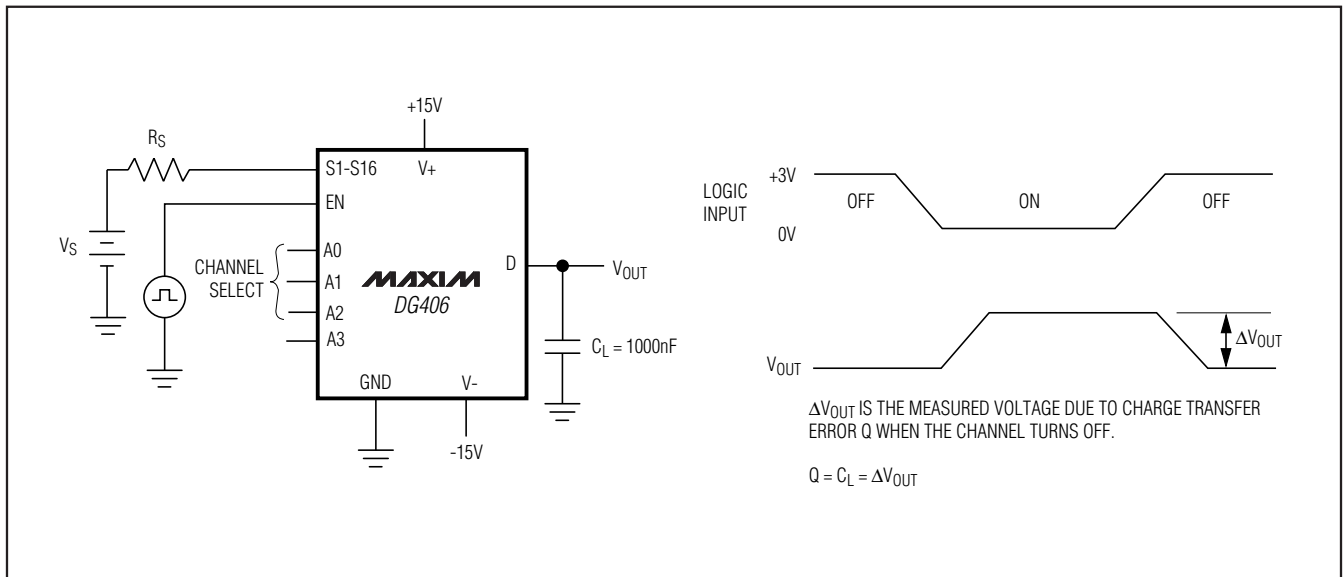 +15V
RS
S1-S16
V+
EN
VS
CHANNEL
SELECT
A0
A1
A2
A3
MAXIM
DG406
D
VOUT
CL = 1000nF
GND
V-
-15V
LOGIC
INPUT
+3V
0V
OFF
ON
OFF
VOUT
ΔVOUT
ΔVOUT IS THE MEASURED VOLTAGE DUE TO CHARGE TRANSFER
ERROR Q WHEN THE CHANNEL TURNS OFF.
Q = CL = ΔVOUT